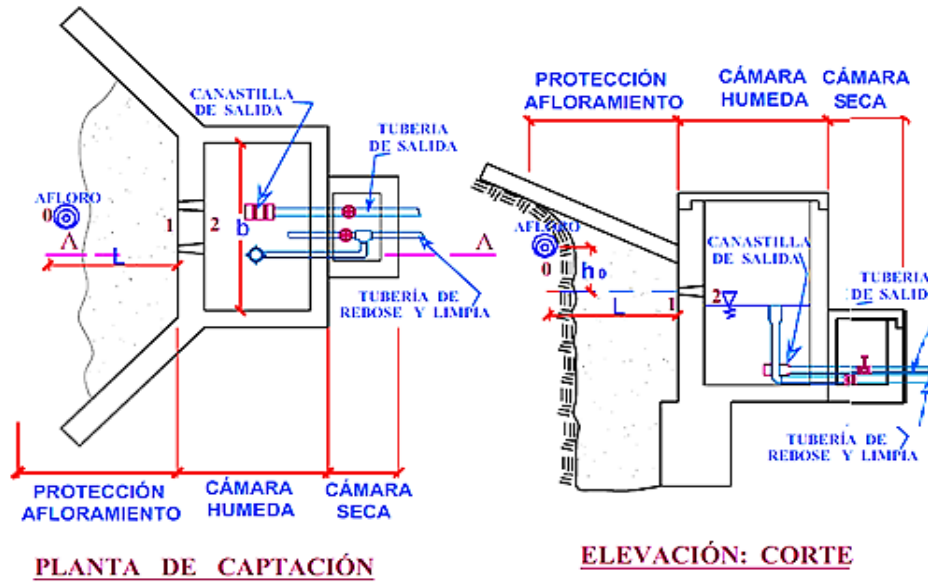 CANASTILLA
DE SALIDA
TUBERIA
DE SALIDA
AFLORO
0
1
2
b
Λ
L
Λ
TUBERÍA DE
REBOSE Y LIMPIA
PROTECCIÓN
AFLORAMIENTO
CÁMARA
HUMEDA
CÁMARA
SECA
PLANTA DE CAPTACIÓN
PROTECCIÓN
AFLORAMIENTO
CÁMARA
HUMEDA
CÁMARA
SECA
AFLORO
0
h₀
L
1
2
CANASTILLA
DE SALIDA
TUBERÍA
DE SALID
TUBERÍA DE
REBOSE Y LIMPIA
ELEVACIÓN: CORTE